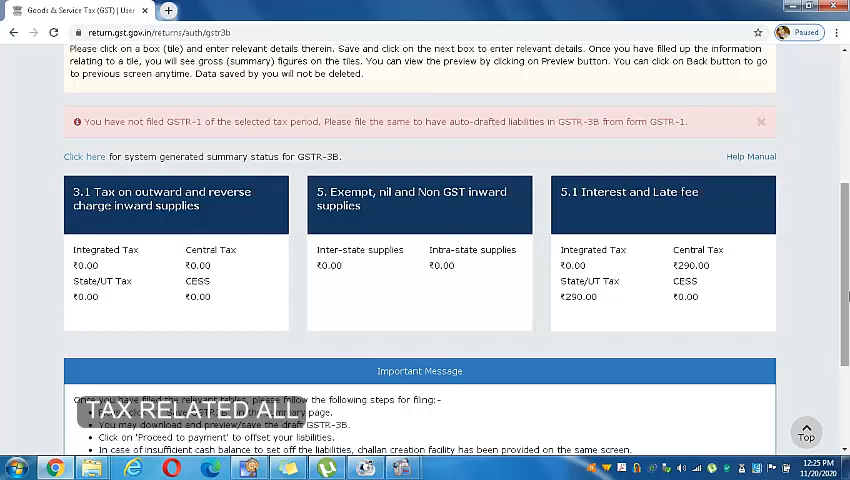 Goods & Service Tax (GST) | User
return.gst.gov.in/returns/auth/gstr3b
Paused
Please click on a box (tile) and enter relevant details therein. Save and click on the next box to enter relevant details. Once you have filled up the information
relating to a tile, you will see gross (summary) figures on the tiles. You can view the preview by clicking on Preview button. You can click on Back button to go
to previous screen anytime. Data saved by you will not be deleted.
You have not filed GSTR-1 of the selected tax period. Please file the same to have auto-drafted liabilities in GSTR-3B from form GSTR-1.
Click here for system generated summary status for GSTR-3B.
Help Manual
3.1 Tax on outward and reverse
charge inward supplies
Integrated Tax Central Tax
₹0.00 ₹0.00
State/UT Tax CESS
₹0.00 ₹0.00
5. Exempt, nil and Non GST inward
supplies
Inter-state supplies Intra-state supplies
₹0.00 ₹0.00
5.1 Interest and Late fee
Integrated Tax Central Tax
₹0.00 ₹290.00
State/UT Tax CESS
₹290.00 ₹0.00
Important Message
Once you have filed the relevant tables, please follow the following steps for filing:-
page.
You may download and preview/save the draft GSTR-3B.
Click on 'Proceed to payment' to offset your liabilities.
In case of insufficient cash balance to set off the liabilities, challan creation facility has been provided on the same screen.
TAX RELATED ALL
Top
12:25 PM
11/20/2020